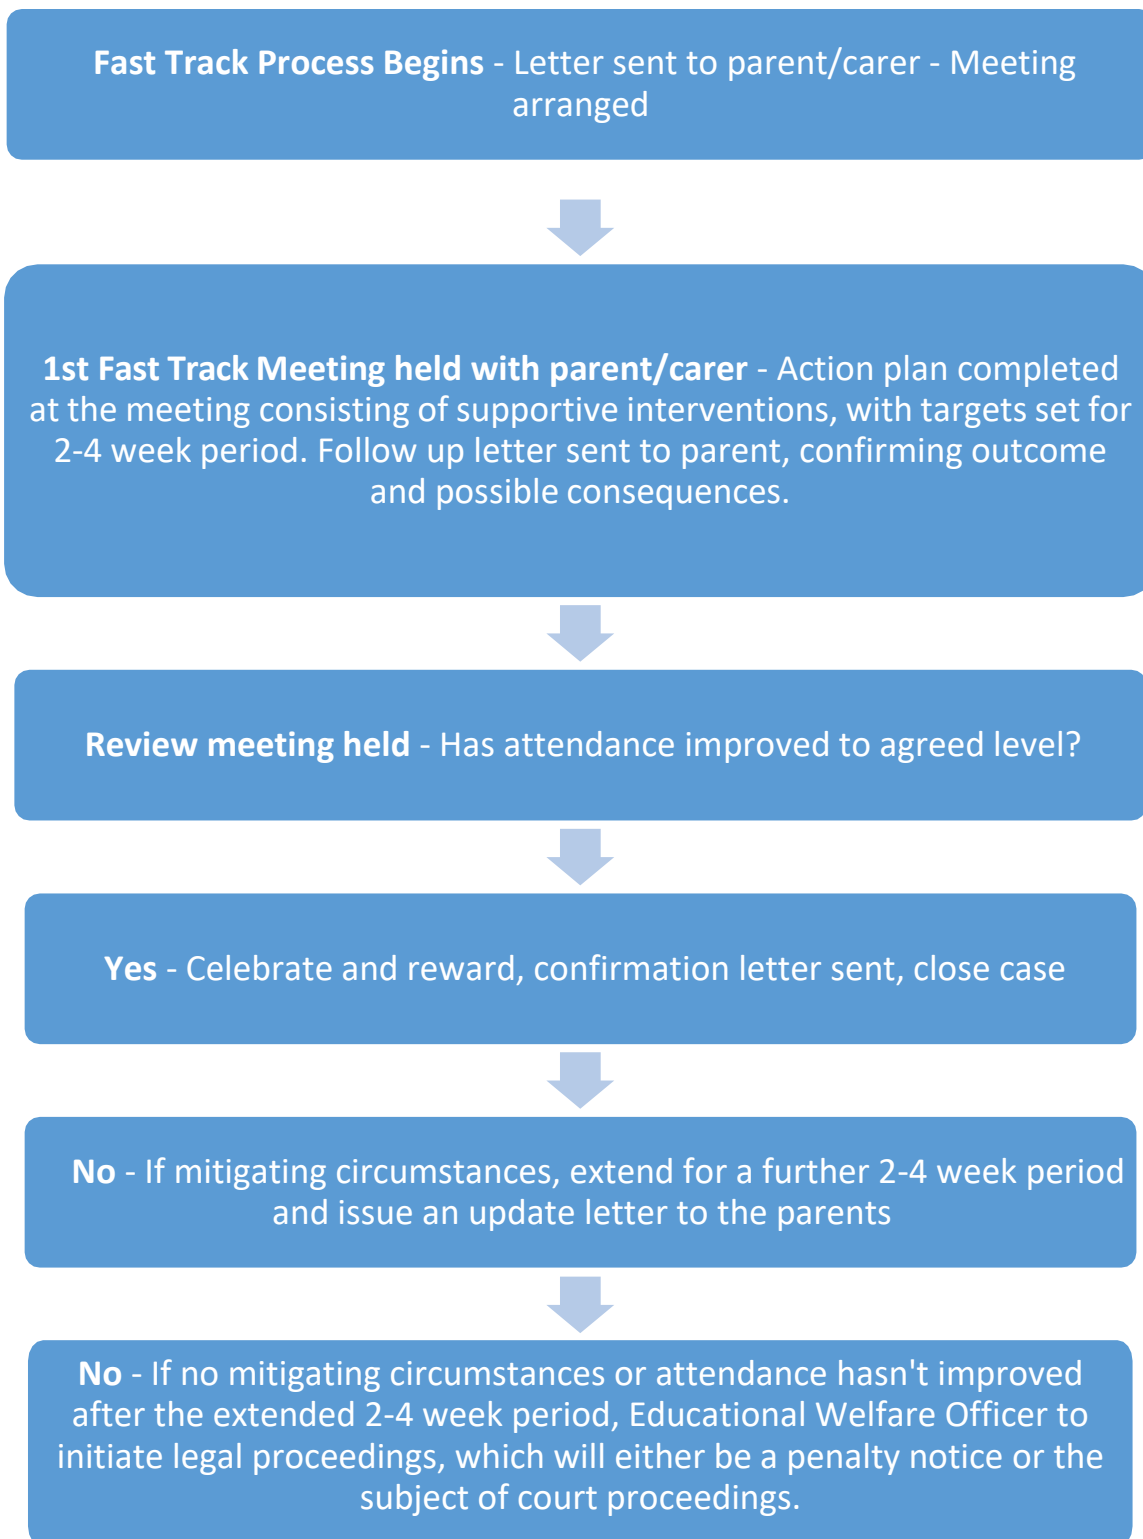 Fast Track Process Begins - Letter sent to parent/carer - Meeting
arranged
1st Fast Track Meeting held with parent/carer - Action plan completed
at the meeting consisting of supportive interventions, with targets set for
2-4 week period. Follow up letter sent to parent, confirming outcome
and possible consequences.
Review meeting held - Has attendance improved to agreed level?
Yes - Celebrate and reward, confirmation letter sent, close case
No - If mitigating circumstances, extend for a further 2-4 week period
and issue an update letter to the parents
No - If no mitigating circumstances or attendance hasn't improved
after the extended 2-4 week period, Educational Welfare Officer to
initiate legal proceedings, which will either be a penalty notice or the
subject of court proceedings.